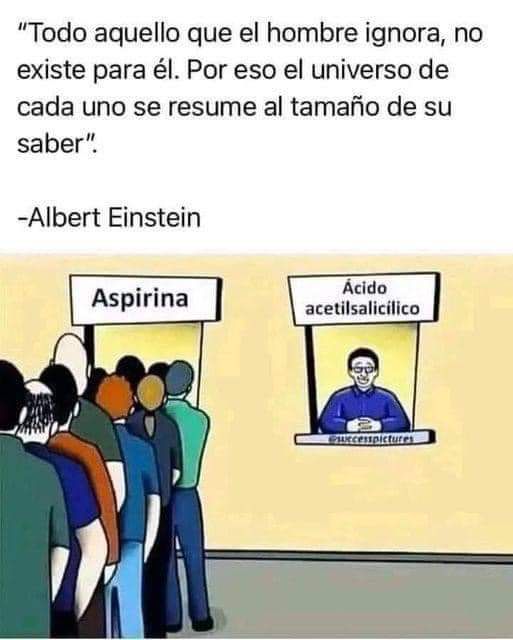 "Todo aquello que el hombre ignora, no
existe para él. Por eso el universo de
cada uno se resume al tamaño de su
saber".
-Albert Einstein
Aspirina
Ácido
acetilsalicílico
@successpictures